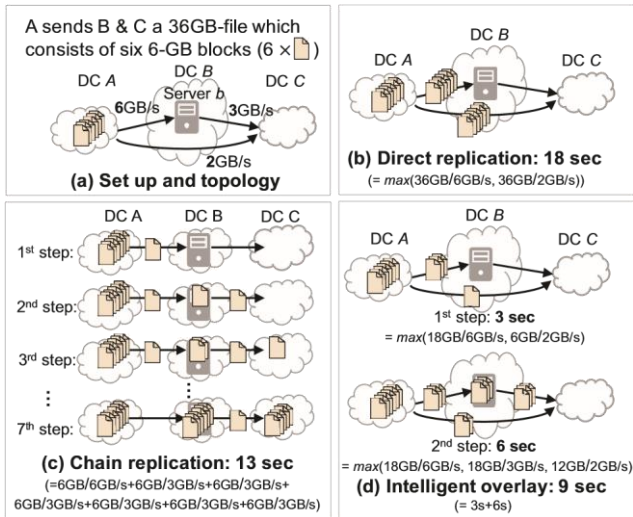 A sends B & C a 36GB-file which
consists of six 6-GB blocks (6 × )
DC A
DC B
DC C
Server b
6GB/s
3GB/s
2GB/s
(a) Set up and topology
DC B
DC A
DC C
(b) Direct replication: 18 sec
(= max(36GB/6GB/s, 36GB/2GB/s))
DC A DC B DC C
1st step:
2nd step:
3rd step:
⋮ ⋮
7th step:
(c) Chain replication: 13 sec
(=6GB/6GB/s+6GB/3GB/s+6GB/3GB/s+
6GB/3GB/s+6GB/3GB/s+6GB/3GB/s+6GB/3GB/s)
DC B
DC A
DC C
1st step: 3 sec
= max(18GB/6GB/s, 6GB/2GB/s)
2nd step: 6 sec
= max(18GB/6GB/s, 18GB/3GB/s, 12GB/2GB/s)
(d) Intelligent overlay: 9 sec
(= 3s+6s)